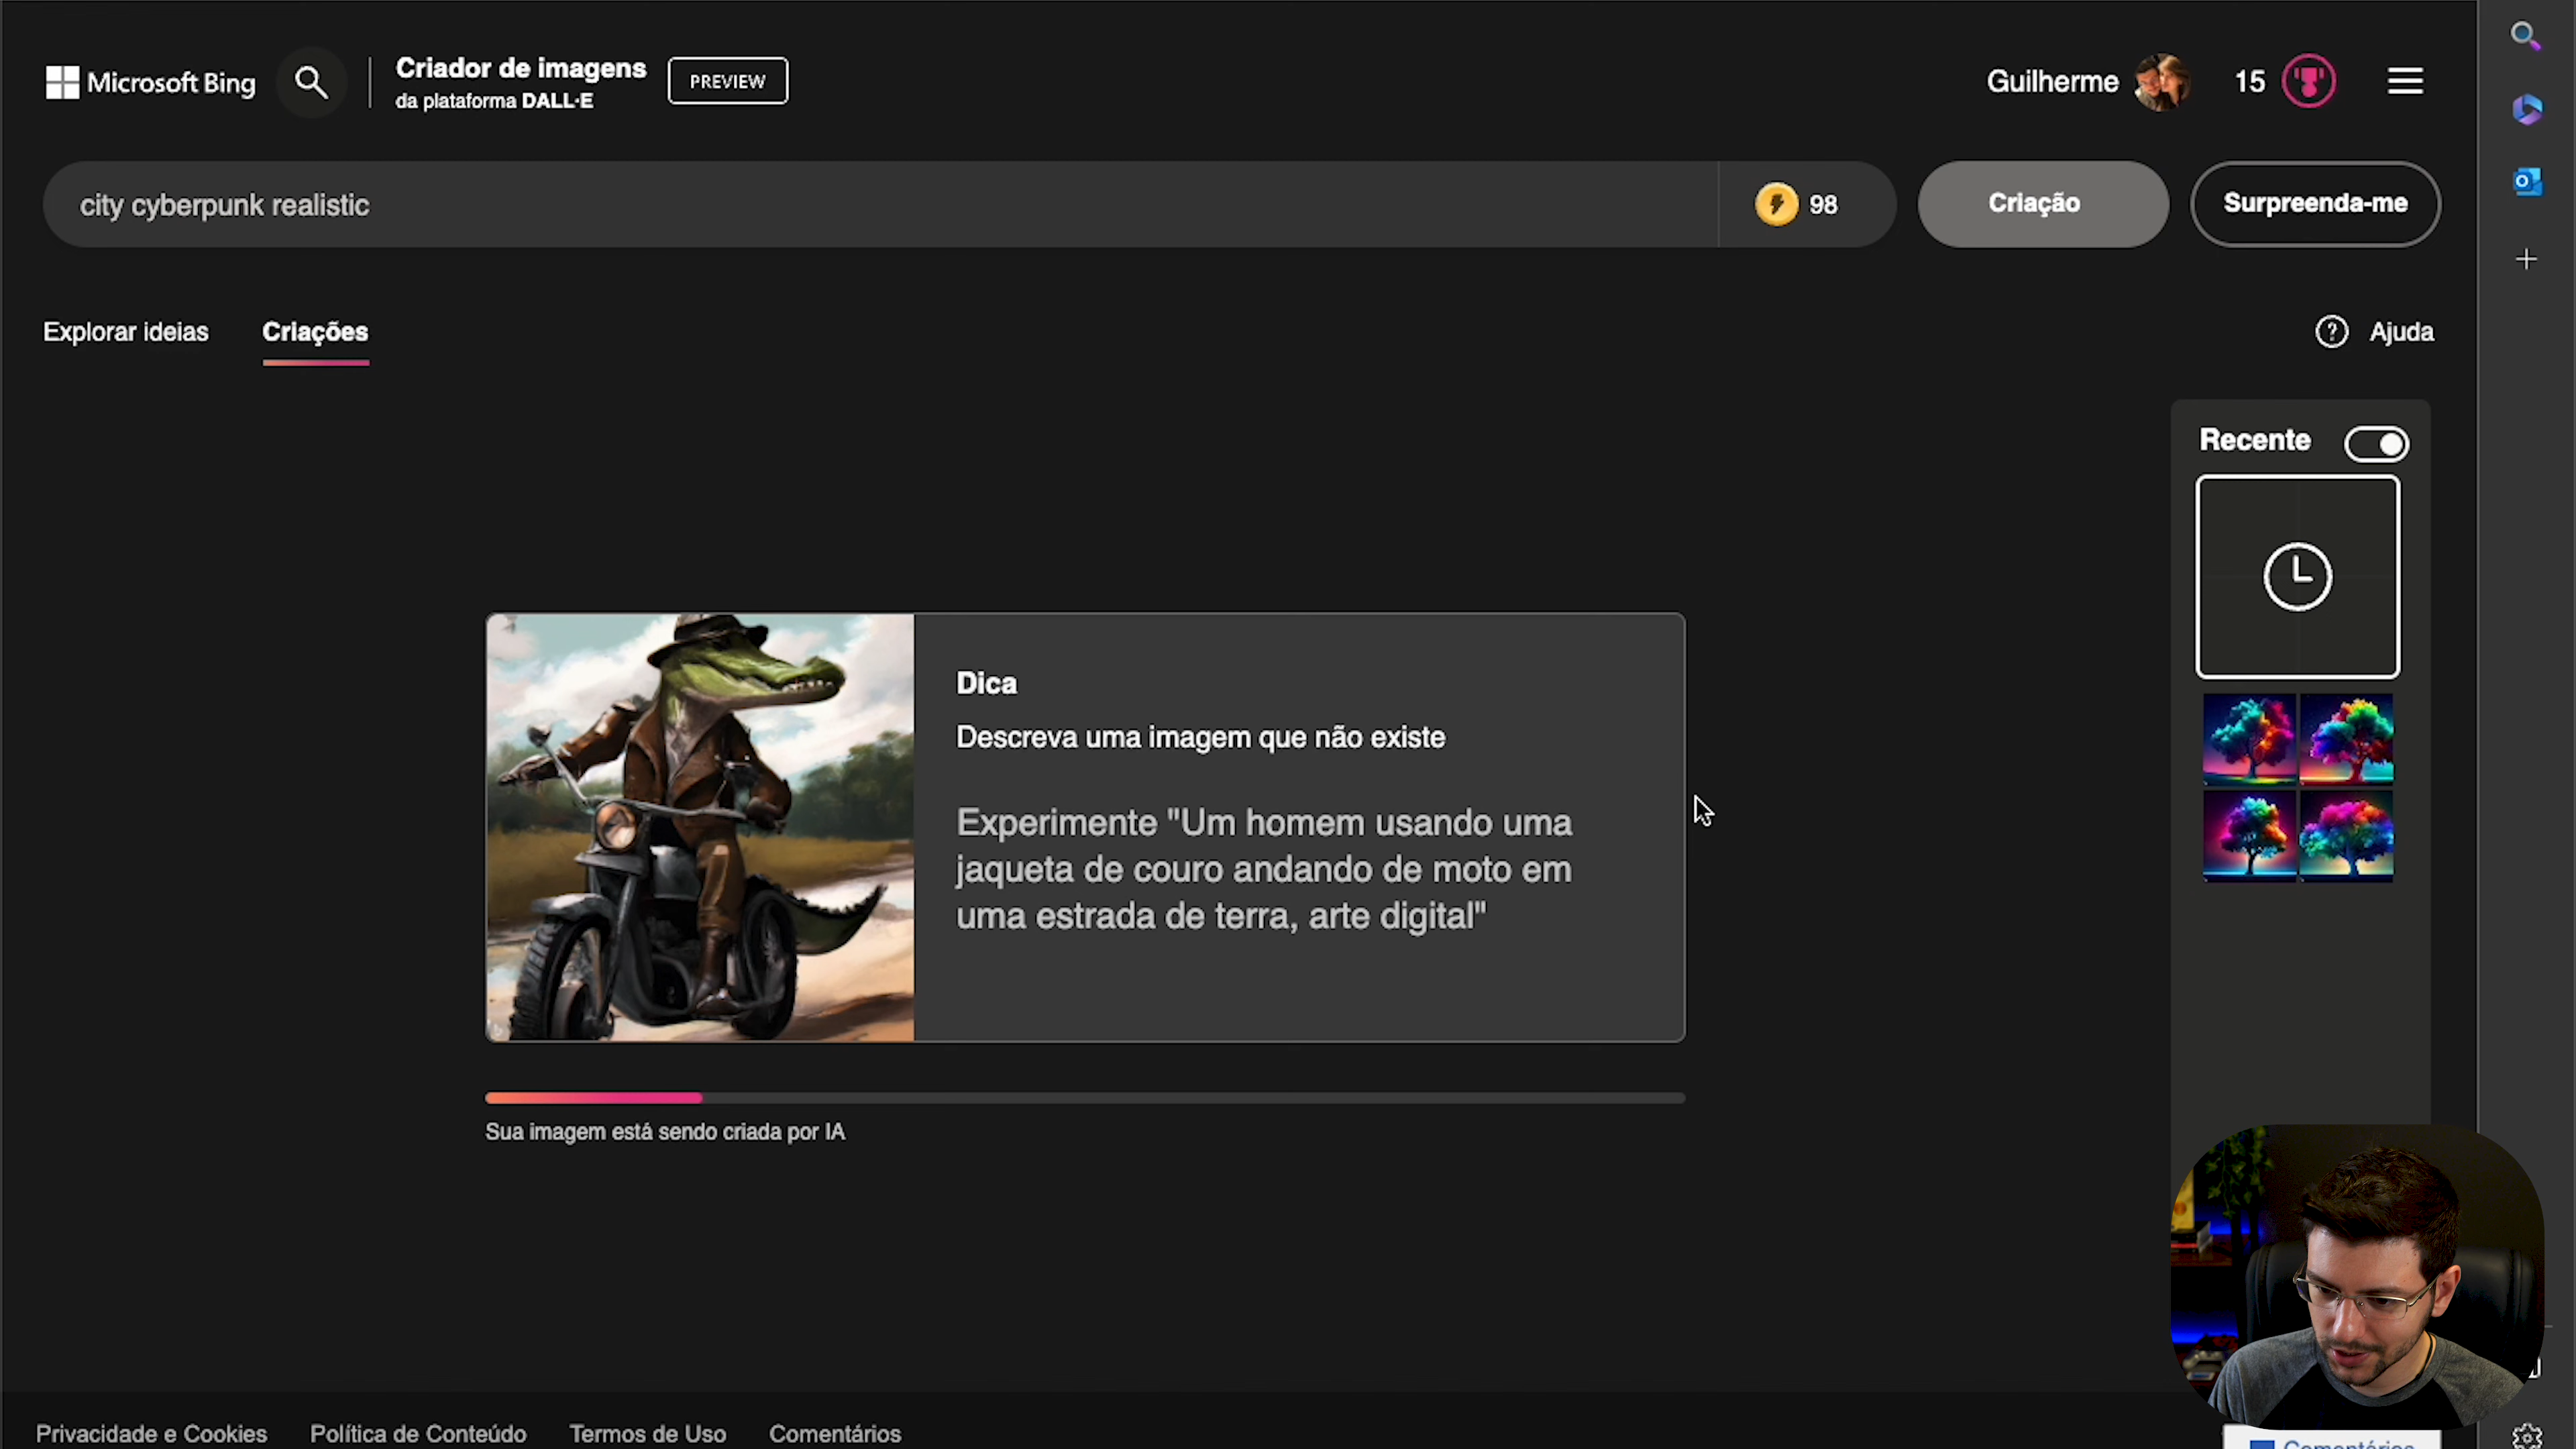 Microsoft Bing
Criador de imagens
da plataforma DALL·E
PREVIEW
Guilherme
15
city cyberpunk realistic
98
Criação
Surpreenda-me
Explorar ideias
Criações
Ajuda
Recente
Dica
Descreva uma imagem que não existe
Experimente "Um homem usando uma
jaqueta de couro andando de moto em
uma estrada de terra, arte digital"
Sua imagem está sendo criada por IA
Privacidade e Cookies
Política de Conteúdo
Termos de Uso
Comentários
Comentários